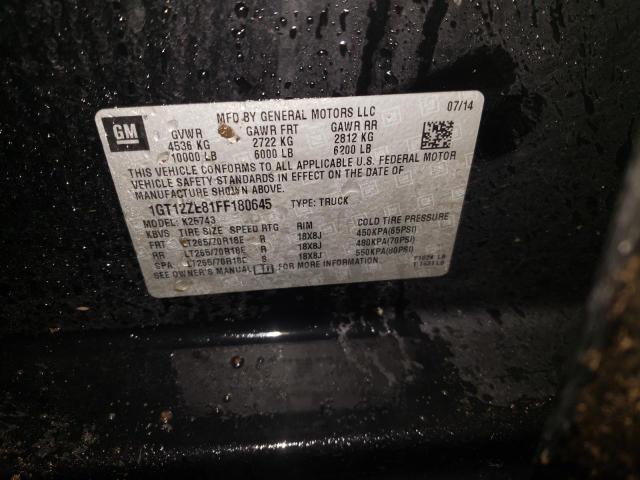 MFD BY GENERAL MOTORS LLC 07/14
GM
GVWR GAWR FRT GAWR RR
4536 KG 2722 KG 2812 KG
10000 LB 6000 LB 6200 LB
THIS VEHICLE CONFORMS TO ALL APPLICABLE U.S. FEDERAL MOTOR
VEHICLE SAFETY STANDARDS IN EFFECT ON THE DATE OF
MANUFACTURE SHOWN ABOVE.
1GT12ZE81FF180645 TYPE: TRUCK
MODEL: K25743
KBVS TIRE SIZE SPEED RTG RIM COLD TIRE PRESSURE
FRT LT265/70R18E R 18X8J 450KPA(65PSI)
RR LT265/70R18E R 18X8J 480KPA(70PSI)
SPA LT265/70R18E S 18X8J 550KPA(80PSI)
SEE OWNER'S MANUAL FOR MORE INFORMATION